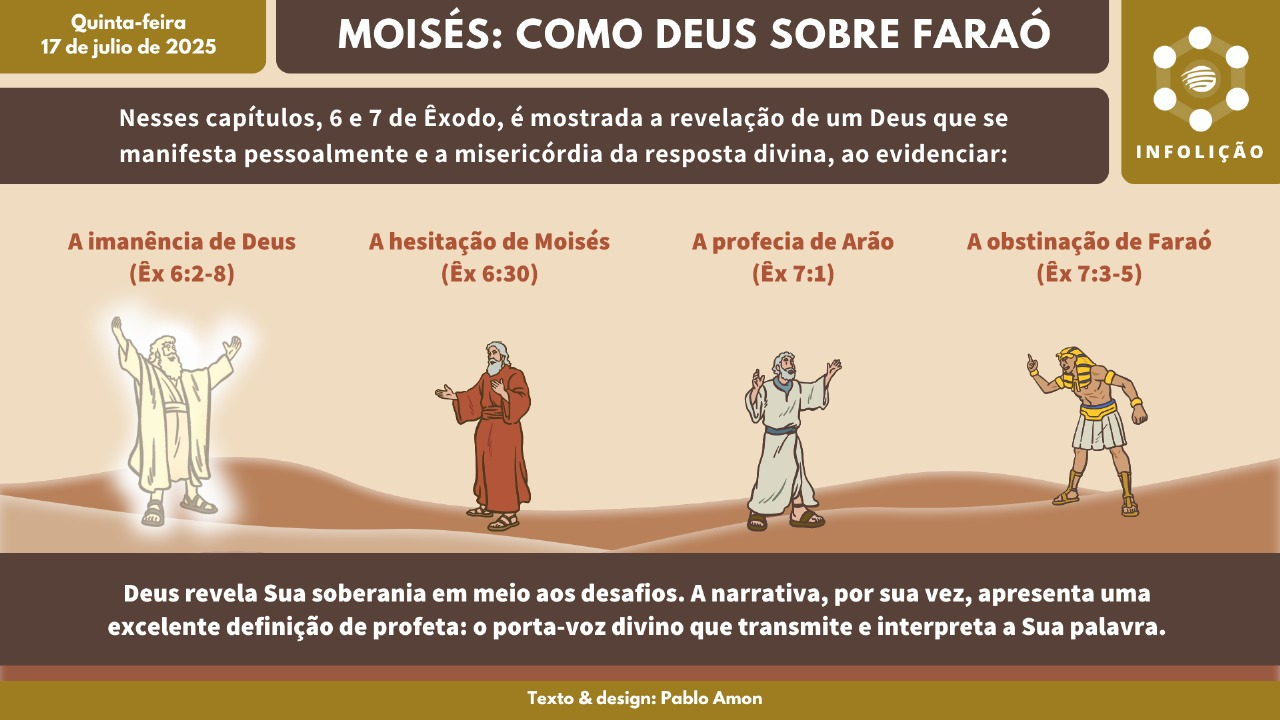 Quinta-feira
17 de julio de 2025
MOISÉS: COMO DEUS SOBRE FARAÓ
Nesses capítulos, 6 e 7 de Êxodo, é mostrada a revelação de um Deus que se
manifesta pessoalmente e a misericórdia da resposta divina, ao evidenciar:
INFOLIÇÃO
A imanência de Deus
(Êx 6:2-8)
A hesitação de Moisés
(Êx 6:30)
A profecia de Arão
(Êx 7:1)
A obstinação de Faraó
(Êx 7:3-5)
Deus revela Sua soberania em meio aos desafios. A narrativa, por sua vez, apresenta uma
excelente definição de profeta: o porta-voz divino que transmite e interpreta a Sua palavra.
Texto & design: Pablo Amon